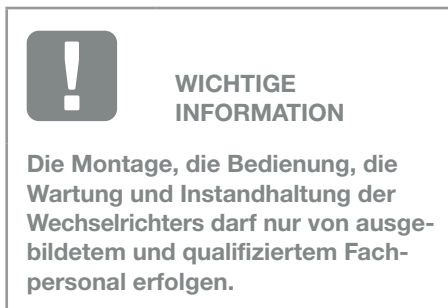 !
WICHTIGE
INFORMATION
Die Montage, die Bedienung, die
Wartung und Instandhaltung der
Wechselrichters darf nur von ausge-
bildetem und qualifiziertem Fach-
personal erfolgen.